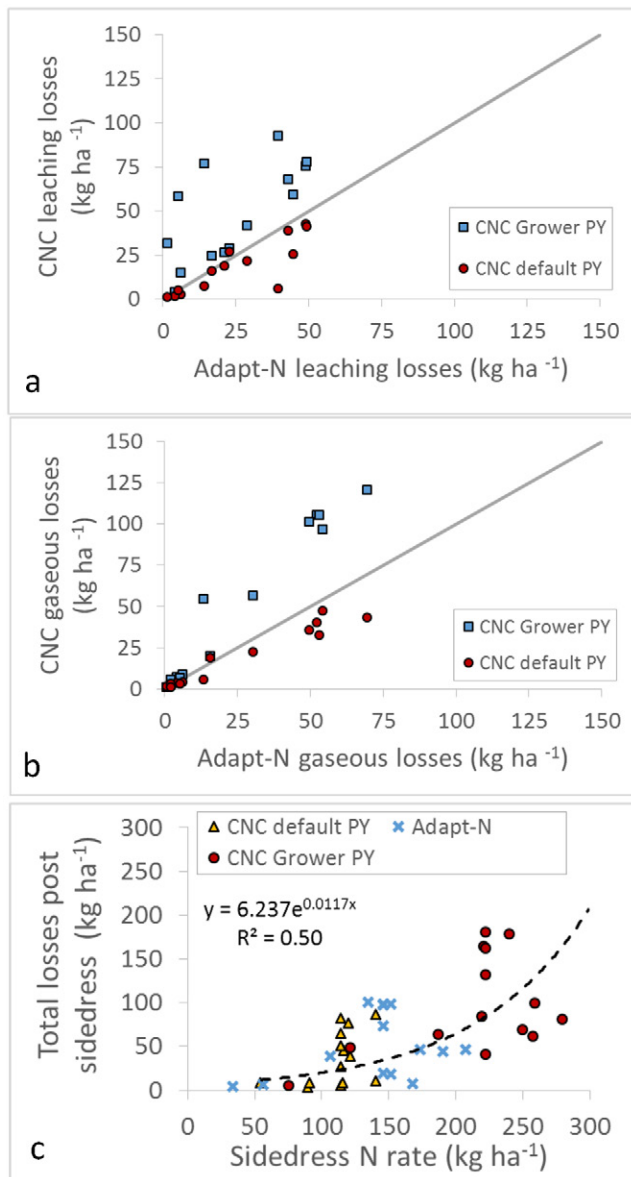 CNC leaching losses
(kg ha -1)
150
125
100
75
50
25
0
CNC Grower PY
CNC default PY
0 25 50 75 100 125 150
Adapt-N leaching losses (kg ha -1)
a
CNC gaseous losses
(kg ha -1)
150
125
100
75
50
25
0
CNC Grower PY
CNC default PY
0 25 50 75 100 125 150
Adapt-N gaseous losses (kg ha -1)
b
Total losses post
sidedress (kg ha-1)
300
250
200
150
100
50
0
CNC default PY Adapt-N
CNC Grower PY
y = 6.237e0.0117x
R² = 0.50
0 50 100 150 200 250 300
Sidedress N rate (kg ha-1)
c